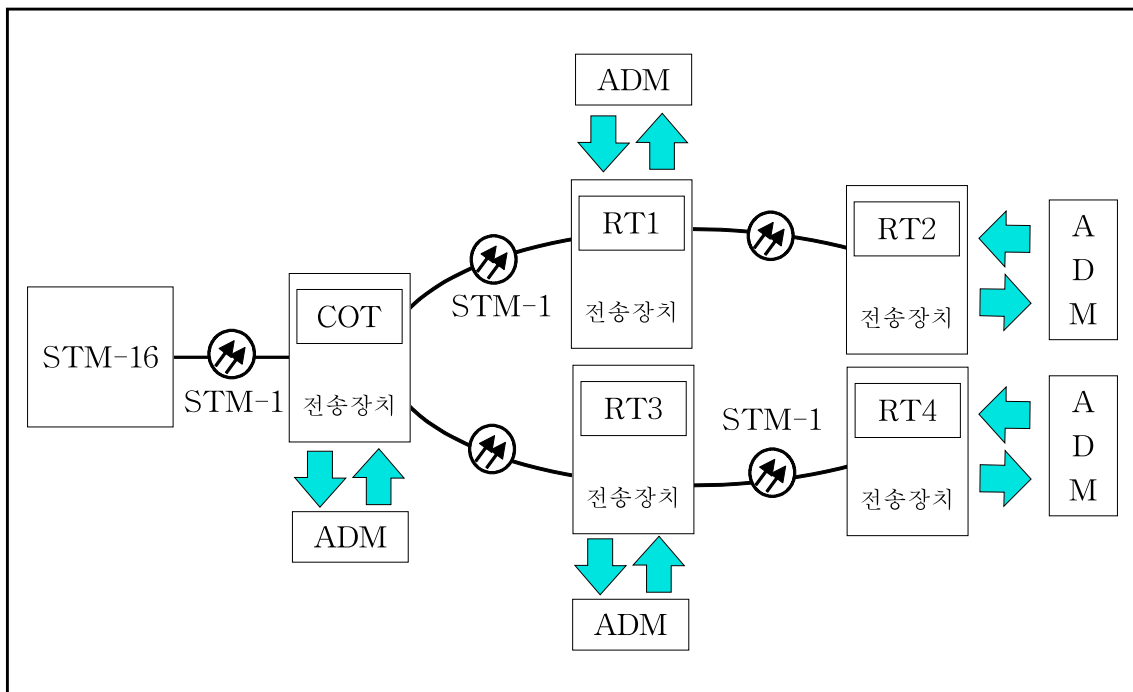 ADM
RT1
전송장치
RT2
전송장치
A
D
M
STM-1
COT
전송장치
STM-16
STM-1
ADM
RT3
전송장치
STM-1
RT4
전송장치
A
D
M
ADM